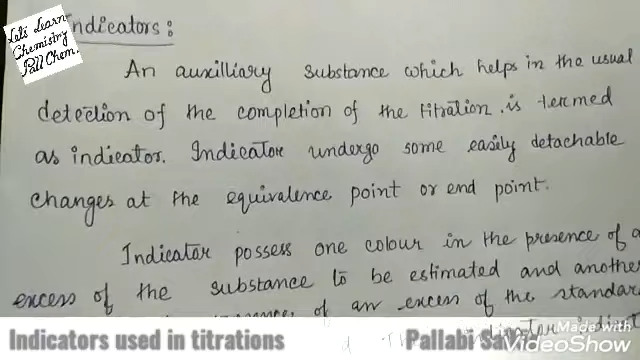 Let's Learn
Chemistry
Pall Chem.
Indicators:
An auxilliary substance which helps in the usual
detection of the completion of the titration. is termed
as indicator. Indicator undergo some easily detachable
changes at the equivalence point or end point.
Indicator possess one colour in the presence of a
excess of the substance to be estimated and another
of an excess of the standar
Indicators used in titrations
Pallabi
Made with
VideoShow